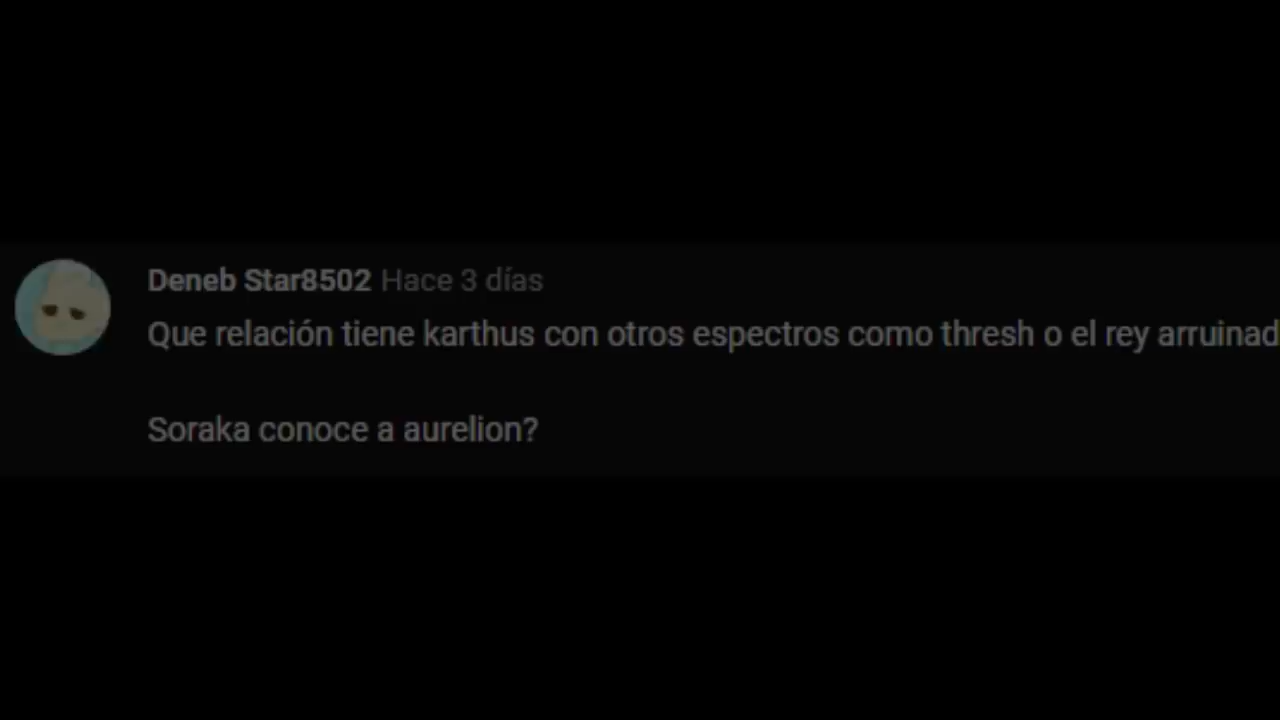 Deneb Star8502 Hace 3 días
Que relación tiene karthus con otros espectros como thresh o el rey arruinad
Soraka conoce a aurelion?